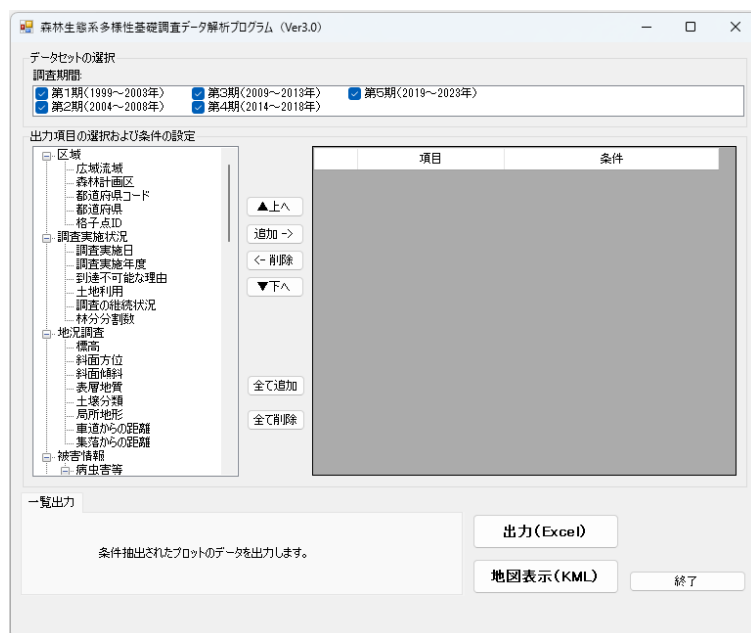 森林生態系多様性基礎調査データ解析プログラム (Ver3.0)
データセットの選択
調査期間:
第1期(1999～2003年) 第3期(2009～2013年) 第5期(2019～2023年)
第2期(2004～2008年) 第4期(2014～2018年)
出力項目の選択および条件の設定
区域
広域流域
森林計画区
都道府県コード
都道府県
格子点ID
調査実施状況
調査実施日
調査実施年度
到達不可能な理由
土地利用
調査の継続状況
林分分割数
地況調査
標高
斜面方位
斜面傾斜
表層地質
土壌分類
局所地形
車道からの距離
集落からの距離
被害情報
病虫害等
▲上へ
追加 ->
<- 削除
▼下へ
全て追加
全て削除
項目 条件
一覧出力
条件抽出されたプロットのデータを出力します。
出力(Excel)
地図表示(KML)
終了